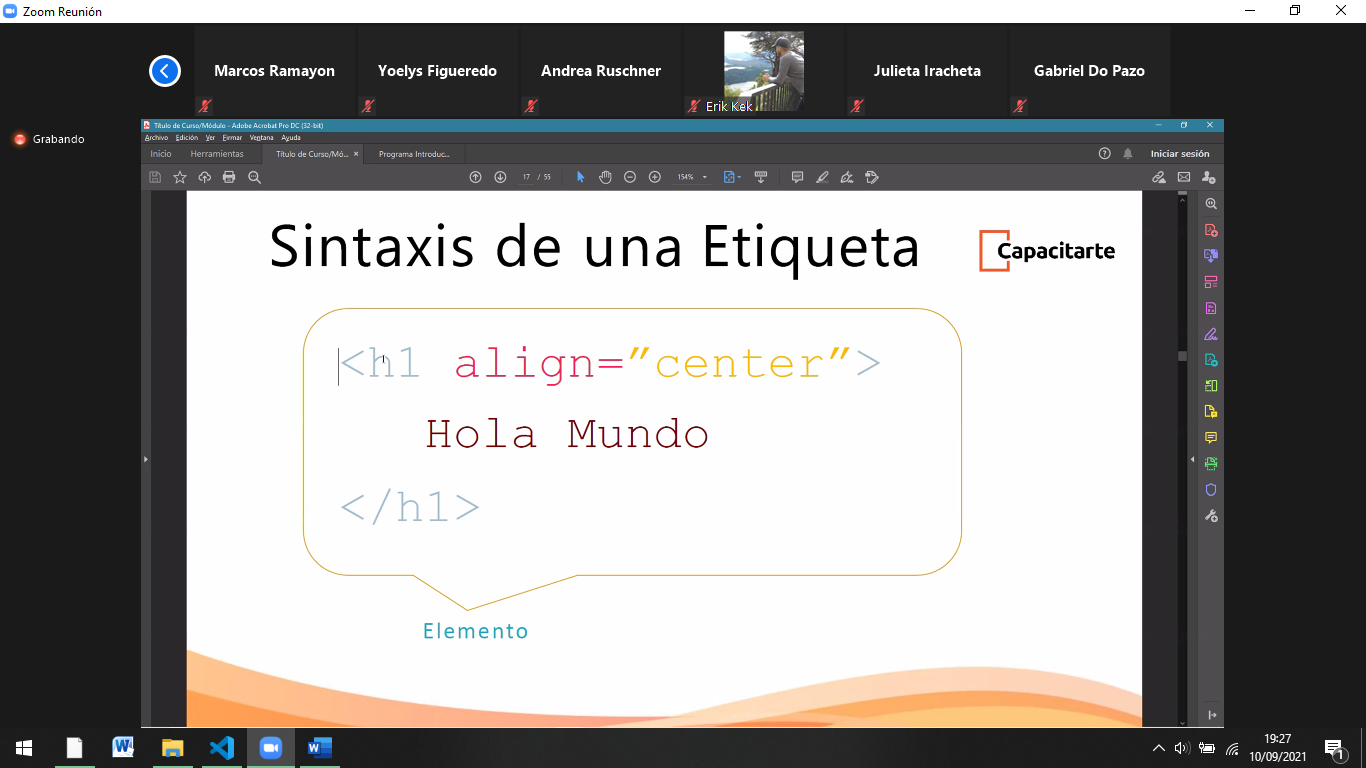 Zoom Reunión
Marcos Ramayon
Yoelys Figueredo
Andrea Ruschner
Erik Kek
Julieta Iracheta
Gabriel Do Pazo
Grabando
Título de Curso/Módulo - Adobe Acrobat Pro DC (32-bit)
Archivo Edición Ver Firmar Ventana Ayuda
Inicio Herramientas Título de Curso/Mó... × Programa Introduc... Iniciar sesión
17 / 55 154%
Sintaxis de una Etiqueta
Capacitarte
<h1 align=”center”>
Hola Mundo
</h1>
Elemento
19:27
10/09/2021
1